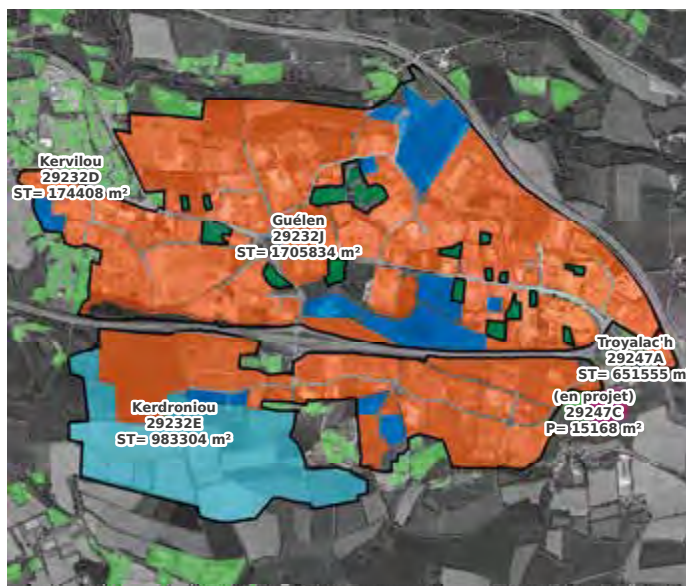 Kervilou
29232D
ST= 174408 m²
Guélen
29232J
ST= 1705834 m²
Troyalac'h
29247A
ST= 651555 m
(en projet)
29247C
P= 15168 m²
Kerdroniou
29232E
ST= 983304 m²